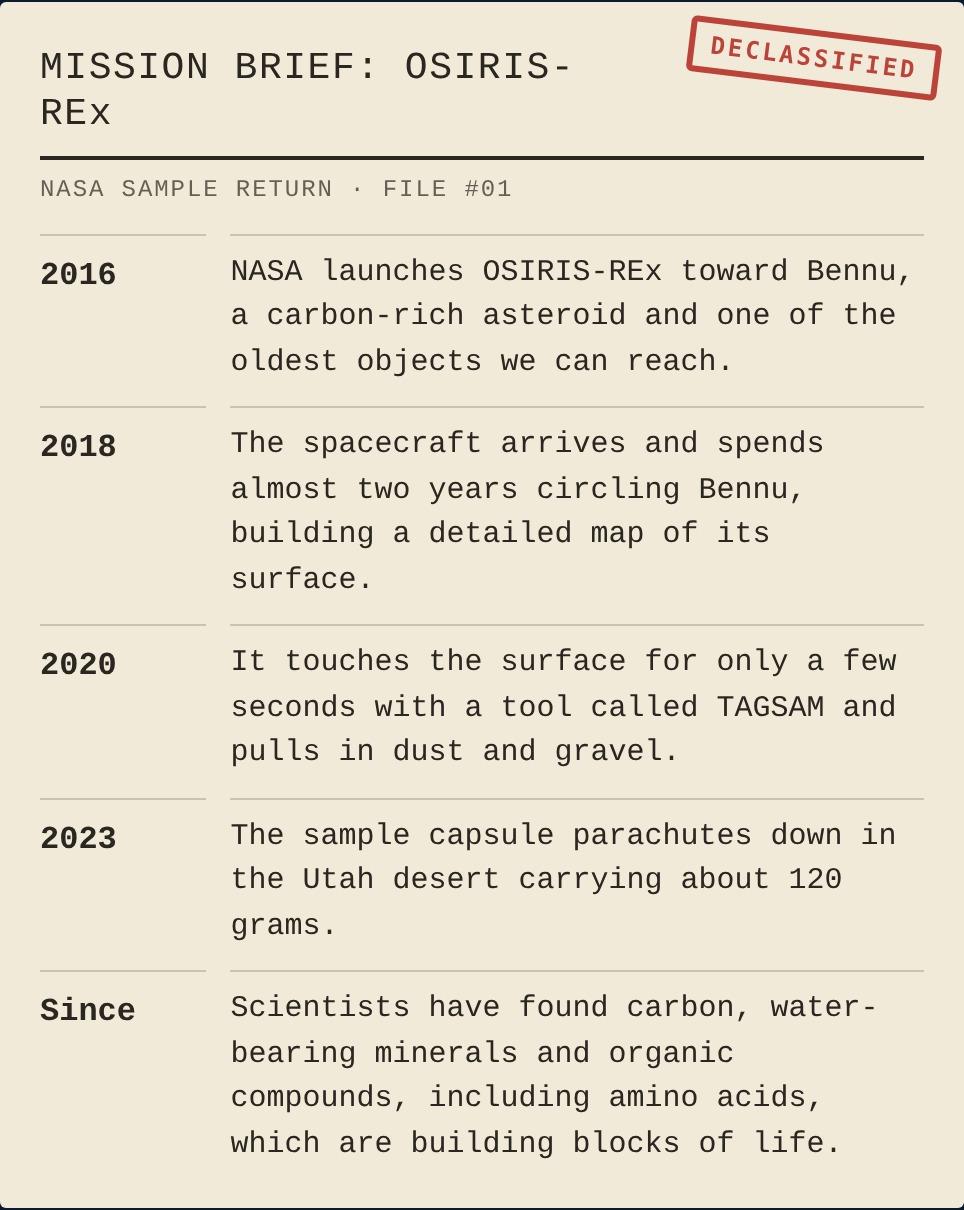 MISSION BRIEF: OSIRIS-
REx
DECLASSIFIED
NASA SAMPLE RETURN · FILE #01
2016
NASA launches OSIRIS-REx toward Bennu,
a carbon-rich asteroid and one of the
oldest objects we can reach.
2018
The spacecraft arrives and spends
almost two years circling Bennu,
building a detailed map of its
surface.
2020
It touches the surface for only a few
seconds with a tool called TAGSAM and
pulls in dust and gravel.
2023
The sample capsule parachutes down in
the Utah desert carrying about 120
grams.
Since
Scientists have found carbon, water-
bearing minerals and organic
compounds, including amino acids,
which are building blocks of life.